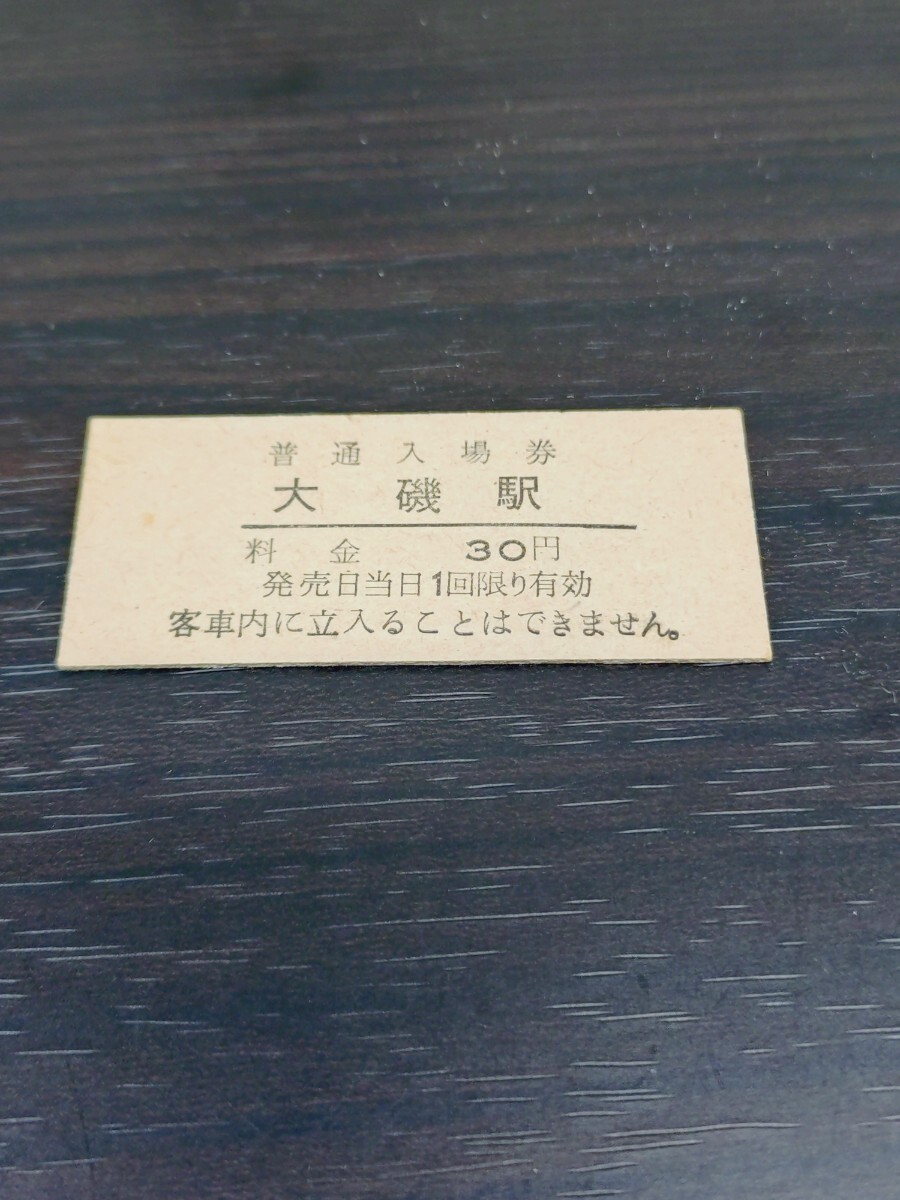 普通入場券
大磯駅
料金 30円
発売日当日1回限り有効
客車内に立入ることはできません。